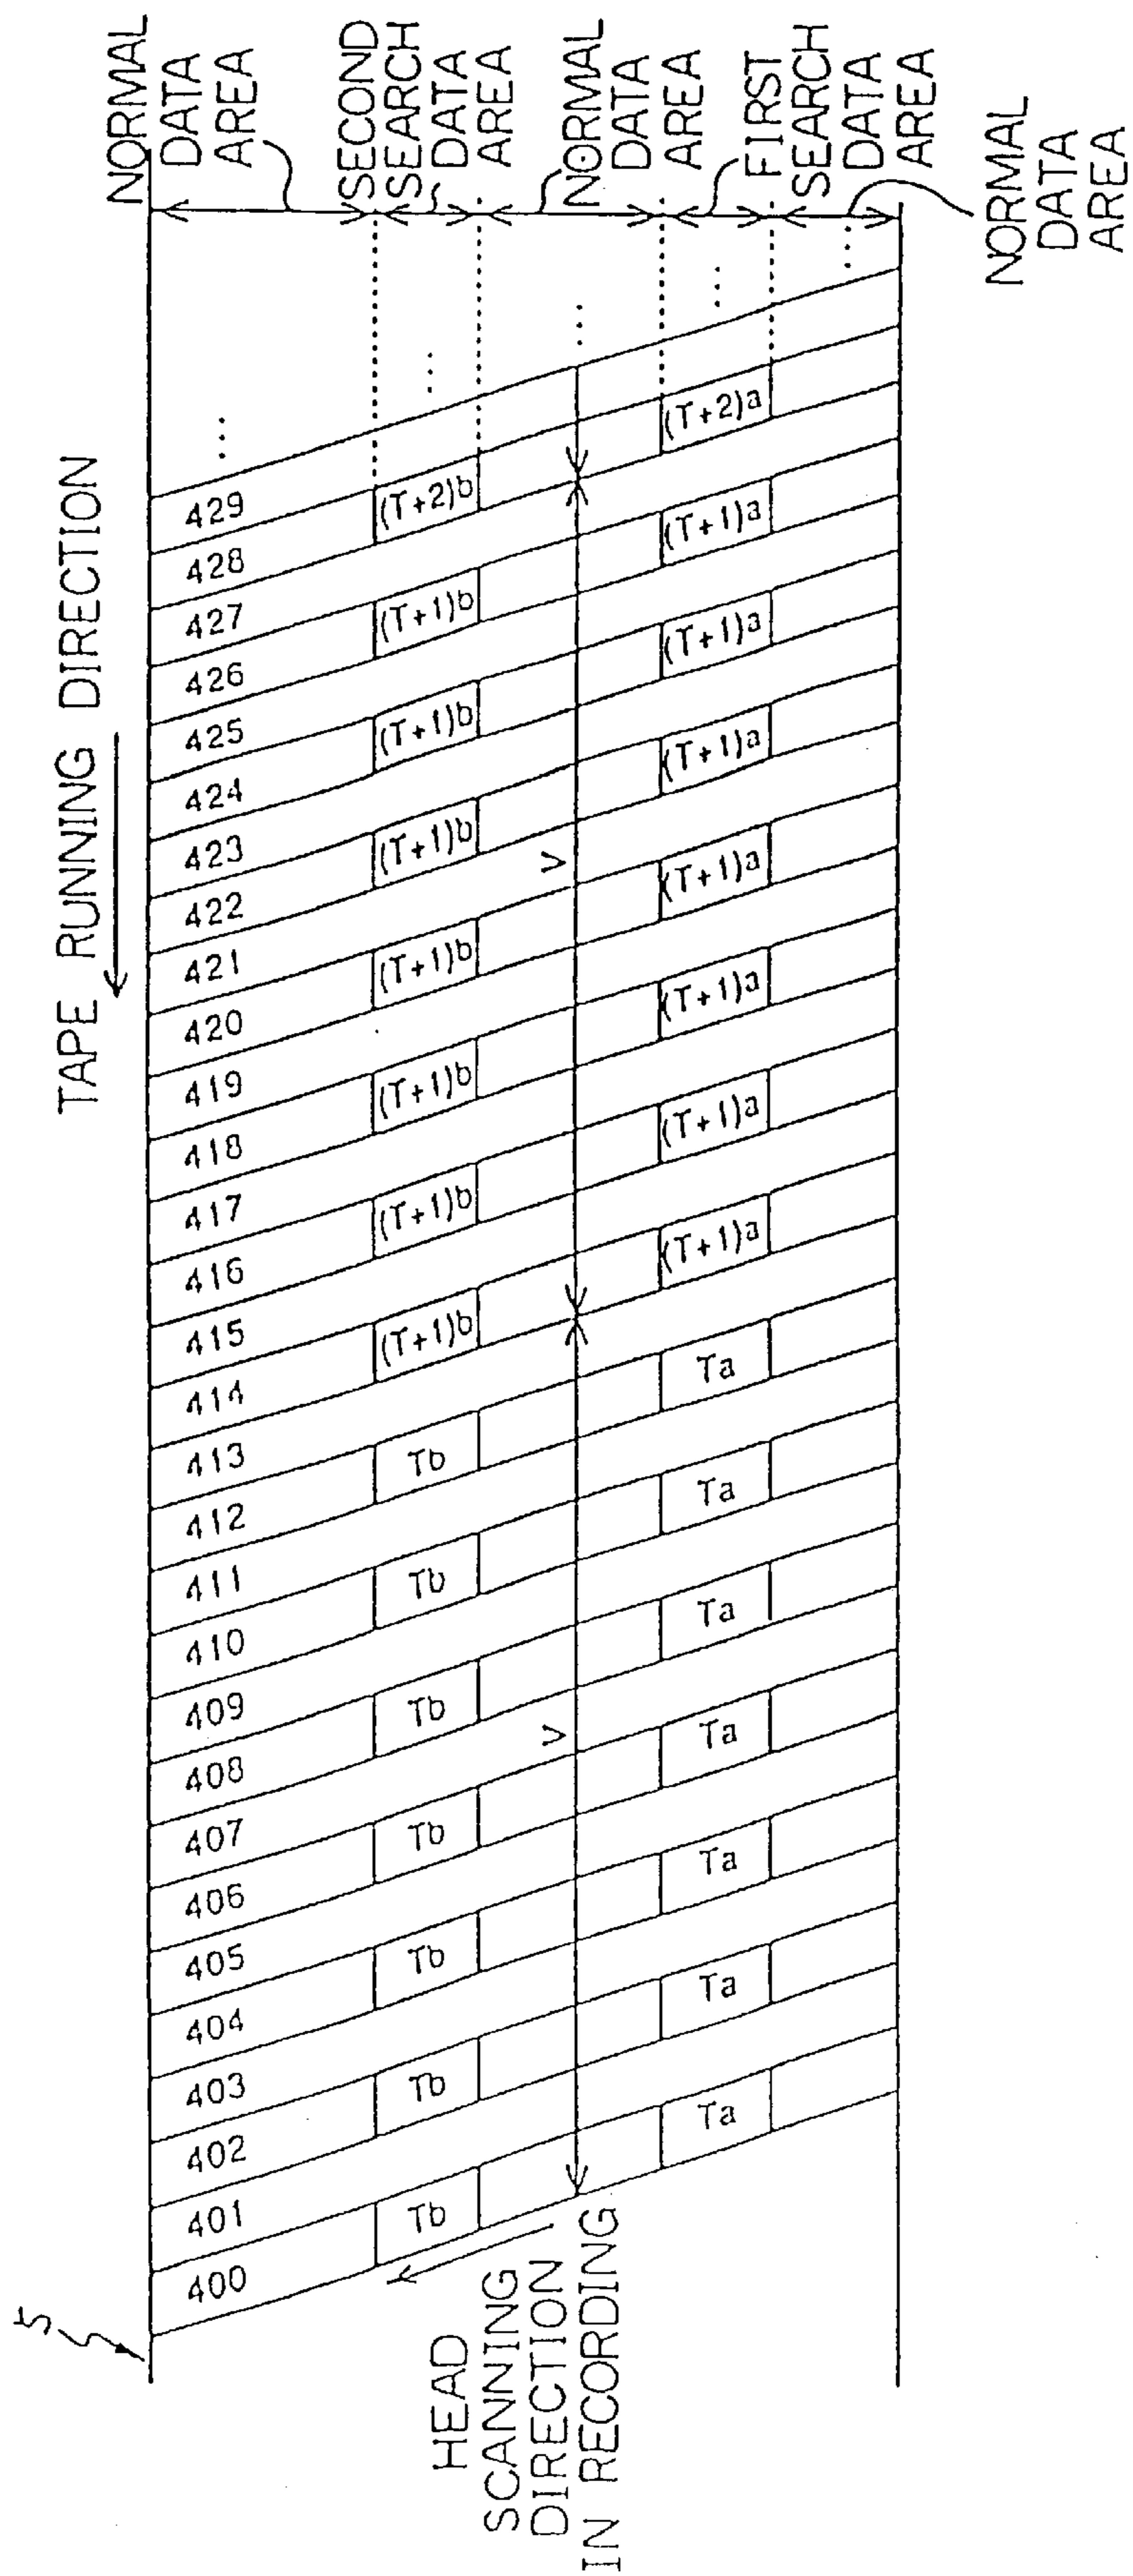 TAPE RUNNING DIRECTION
5
400
401
402
403
404
405
406
407
408
409
410
411
412
413
414
415
416
417
418
419
420
421
422
423
424
425
426
427
428
429
...
NORMAL
DATA
AREA
Tb
Tb
Tb
Tb
Tb
Tb
Tb
(T+1)b
(T+1)b
(T+1)b
(T+1)b
(T+1)b
(T+1)b
(T+1)b
(T+2)b
...
SECOND
SEARCH
DATA
AREA
HEAD
SCANNING
DIRECTION
IN RECORDING
V
V
...
NORMAL
DATA
AREA
Ta
Ta
Ta
Ta
Ta
Ta
Ta
(T+1)a
(T+1)a
(T+1)a
(T+1)a
(T+1)a
(T+1)a
(T+1)a
(T+2)a
...
FIRST
SEARCH
DATA
AREA
...
NORMAL
DATA
AREA